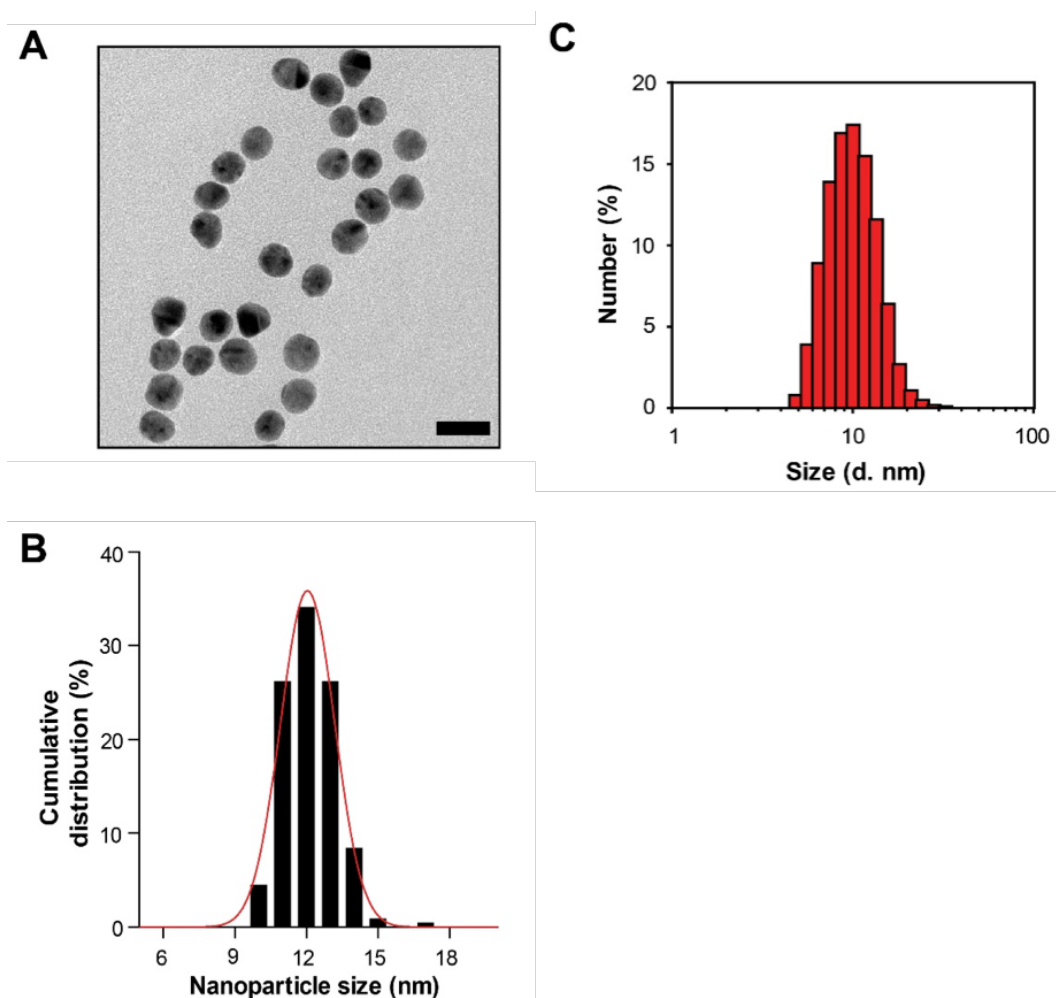 A
C
20
15
10
5
0
Number (%)
1
10
100
Size (d. nm)
B
40
30
20
10
0
Cumulative
distribution (%)
6
9
12
15
18
Nanoparticle size (nm)